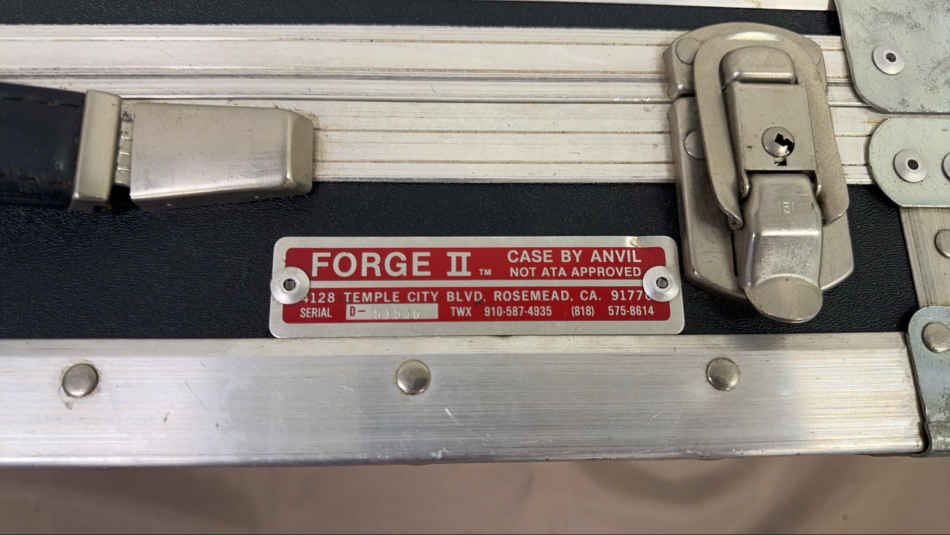 FORGE II ™
CASE BY ANVIL
NOT ATA APPROVED
4128 TEMPLE CITY BLVD, ROSEMEAD, CA.
SERIAL D- TWX 910-587-4935 (818) 575-8614